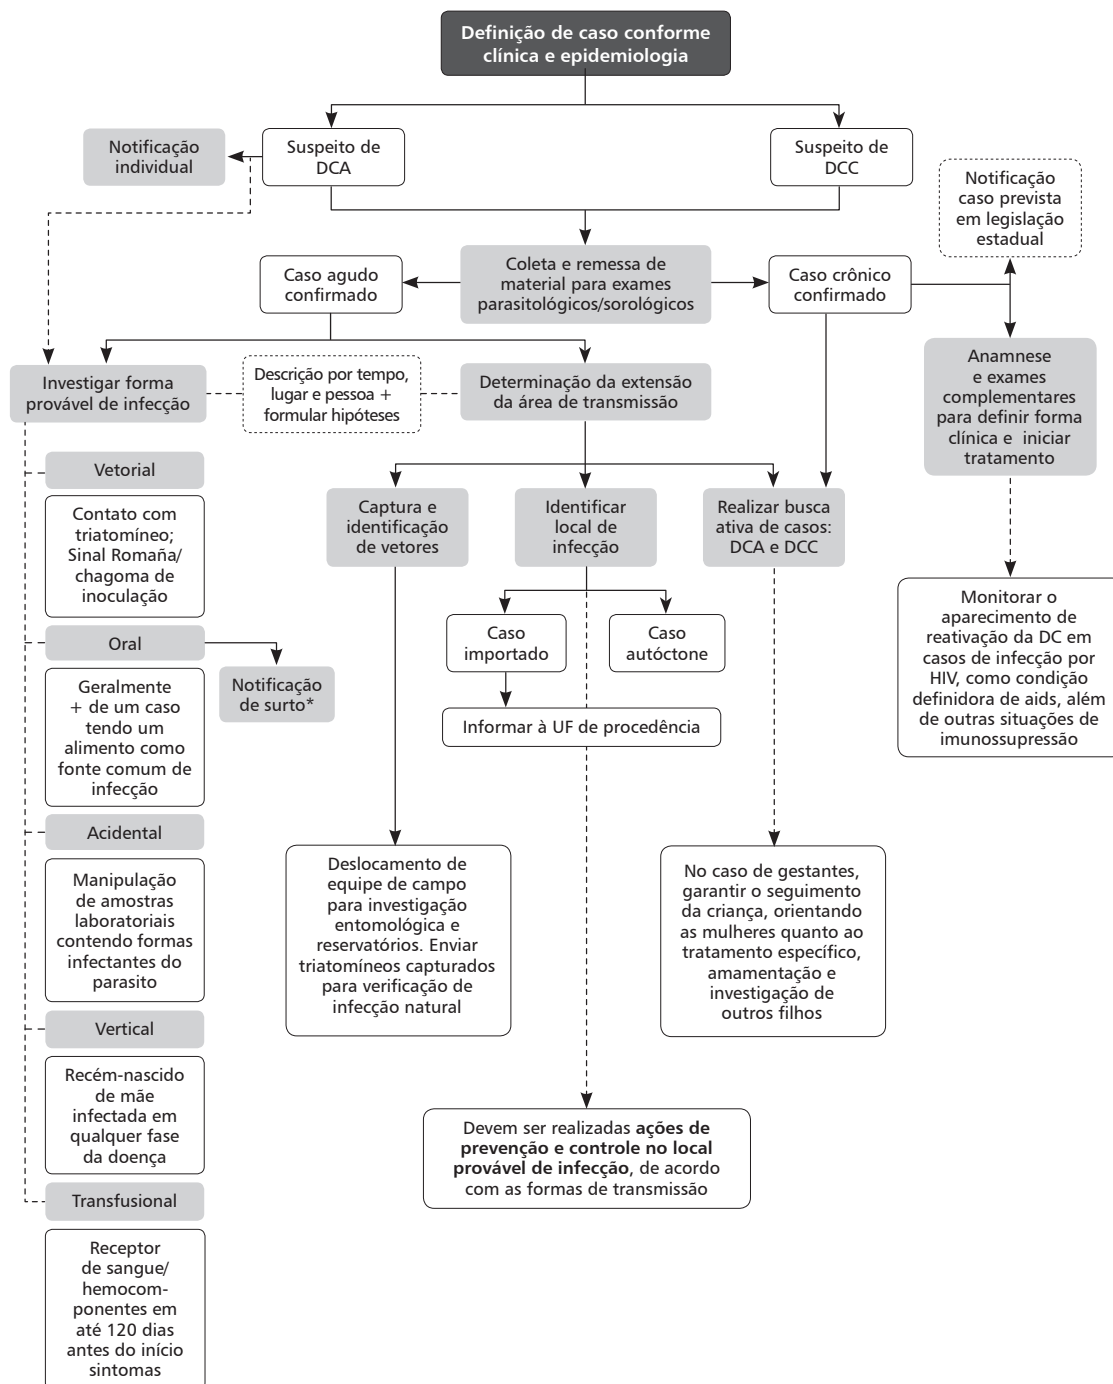 Definição de caso conforme
clínica e epidemiologia
Notificação
individual
Suspeito de
DCA
Suspeito de
DCC
Notificação
caso prevista
em legislação
estadual
Caso agudo
confirmado
Coleta e remessa de
material para exames
parasitológicos/sorológicos
Caso crônico
confirmado
Investigar forma
provável de infecção
Descrição por tempo,
lugar e pessoa +
formular hipóteses
Determinação da extensão
da área de transmissão
Anamnese
e exames
complementares
para definir forma
clínica e iniciar
tratamento
Vetorial
Contato com
triatomíneo;
Sinal Romaña/
chagoma de
inoculação
Captura e
identificação
de vetores
Identificar
local de
infecção
Realizar busca
ativa de casos:
DCA e DCC
Caso
importado
Caso
autóctone
Monitorar o
aparecimento de
reativação da DC em
casos de infecção por
HIV, como condição
definidora de aids, além
de outras situações de
imunossupressão
Oral
Notificação
de surto*
Geralmente
+ de um caso
tendo um
alimento como
fonte comum de
infecção
Informar à UF de procedência
Acidental
Manipulação
de amostras
laboratoriais
contendo formas
infectantes do
parasito
Deslocamento de
equipe de campo
para investigação
entomológica e
reservatórios. Enviar
triatomíneos capturados
para verificação de
infecção natural
No caso de gestantes,
garantir o seguimento
da criança, orientando
as mulheres quanto ao
tratamento específico,
amamentação e
investigação de
outros filhos
Vertical
Recém-nascido
de mãe
infectada em
qualquer fase
da doença
Devem ser realizadas ações de
prevenção e controle no local
provável de infecção, de acordo
com as formas de transmissão
Transfusional
Receptor
de sangue/
hemocom-
ponentes em
até 120 dias
antes do início
sintomas